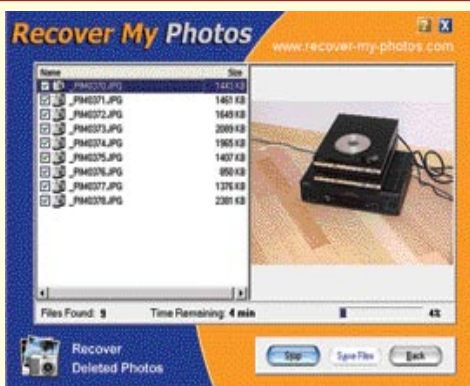 Recover My Photos
? X
www.recover-my-photos.com
Name Size
_PIM0370.JPG 1443 KB
_PIM0371.JPG 1461 KB
_PIM0372.JPG 1649 KB
_PIM0373.JPG 2089 KB
_PIM0374.JPG 1965 KB
_PIM0375.JPG 1407 KB
_PIM0376.JPG 850 KB
_PIM0377.JPG 1376 KB
_PIM0378.JPG 2381 KB
Files Found: 9 Time Remaining: 4 min 4%
Recover
Deleted Photos
Stop Save Files Back